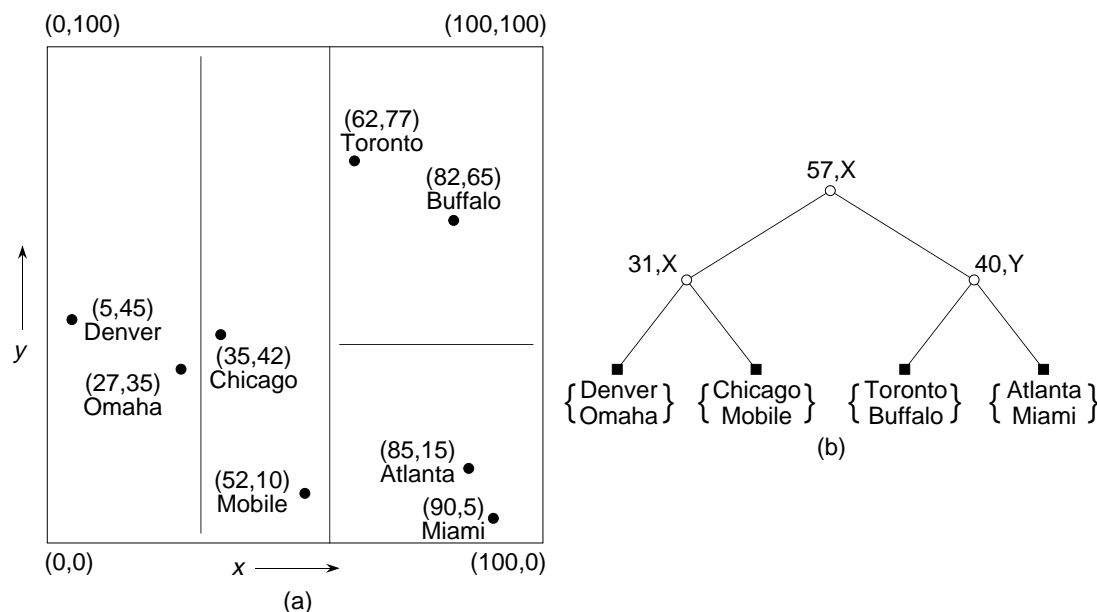 (0,100)
(100,100)
(62,77)
Toronto
(82,65)
Buffalo
(5,45)
Denver
y
(35,42)
Chicago
(27,35)
Omaha
(85,15)
Atlanta
(52,10)
Mobile
(90,5)
Miami
(0,0)
x
(100,0)
(a)
57,X
31,X
40,Y
{ Denver } { Chicago } { Toronto } { Atlanta }
Omaha Mobile Buffalo Miami
(b)